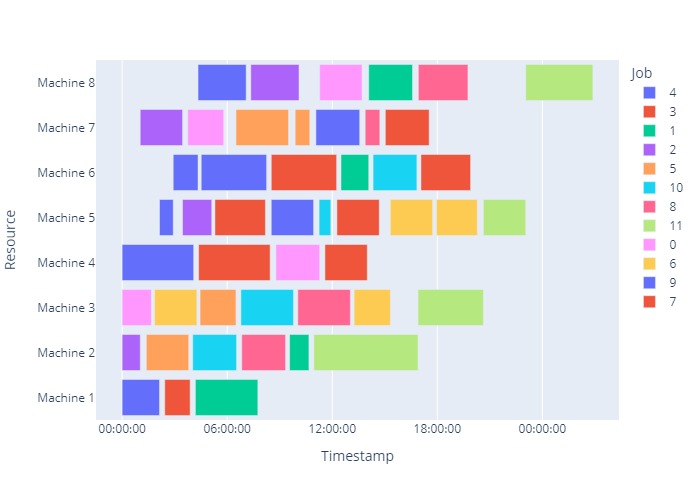 Job
4
3
1
2
5
10
8
11
0
6
9
7
Resource
Machine 8
Machine 7
Machine 6
Machine 5
Machine 4
Machine 3
Machine 2
Machine 1
00:00:00 06:00:00 12:00:00 18:00:00 00:00:00
Timestamp